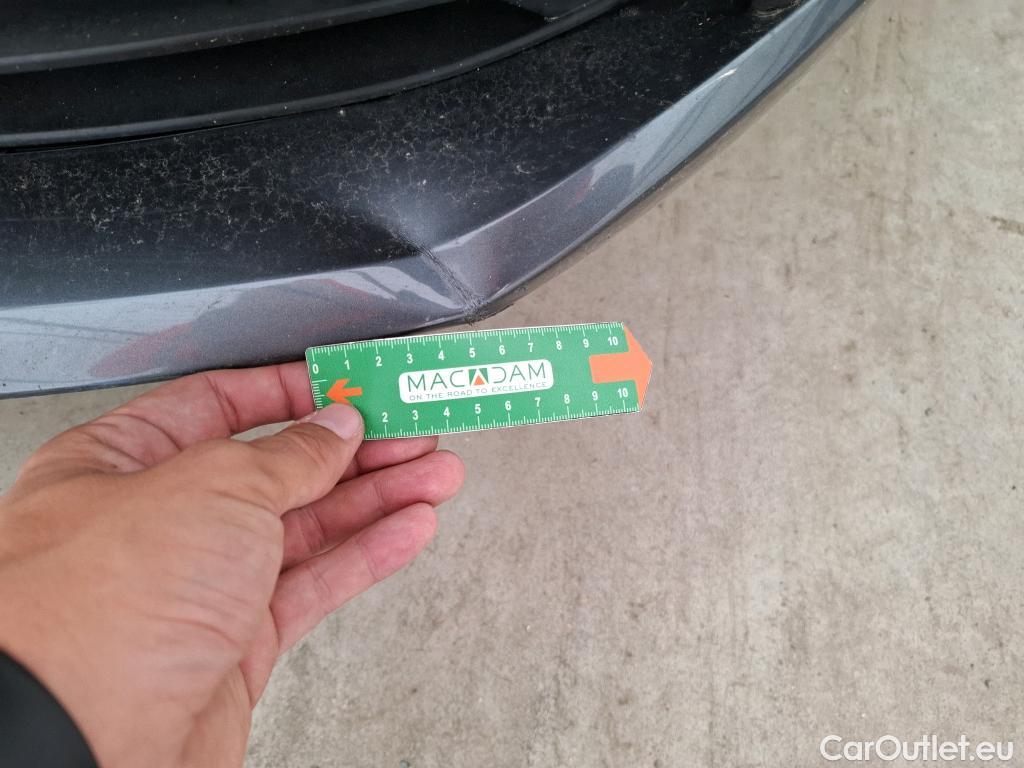 0 1 2 3 4 5 6 7 8 9 10
MACADAM
ON THE ROAD TO EXCELLENCE
2 3 4 5 6 7 8 9 10
CarOutlet.eu